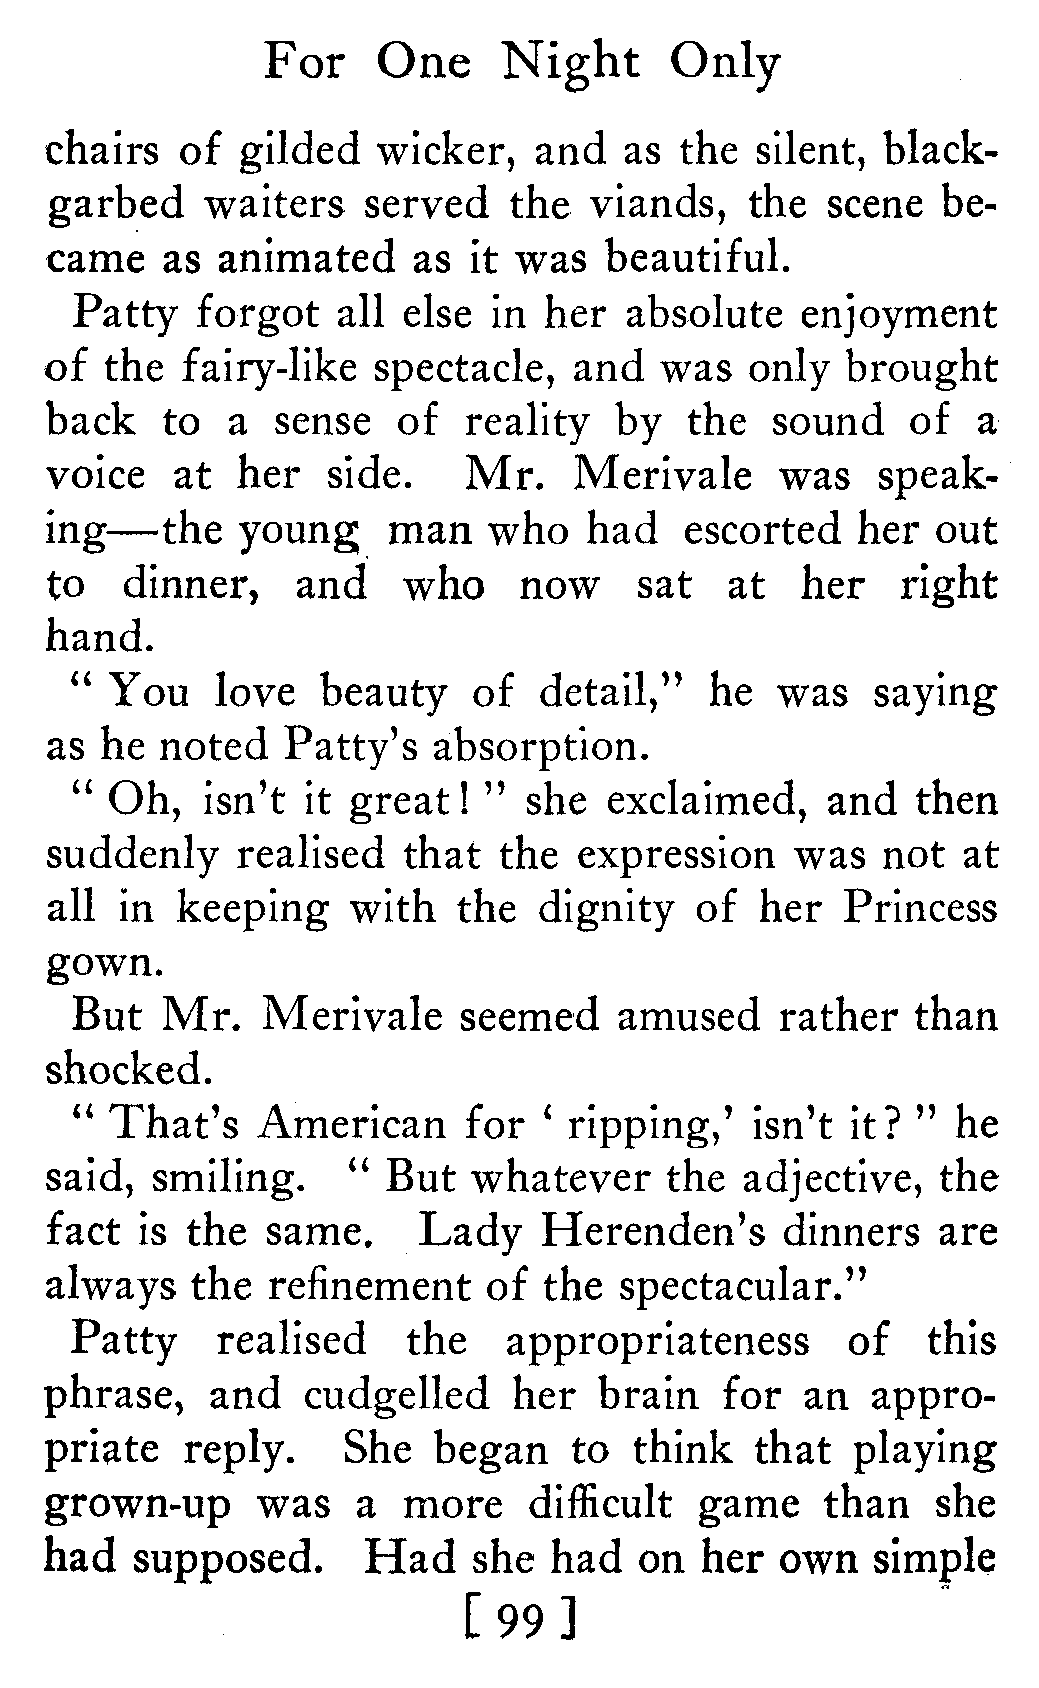 For One Night Only
chairs of gilded wicker, and as the silent, black-
garbed waiters served the viands, the scene be-
came as animated as it was beautiful.
Patty forgot all else in her absolute enjoyment
of the fairy-like spectacle, and was only brought
back to a sense of reality by the sound of a
voice at her side. Mr. Merivale was speak-
ing—the young man who had escorted her out
to dinner, and who now sat at her right
hand.
“ You love beauty of detail,” he was saying
as he noted Patty’s absorption.
“ Oh, isn’t it great! ” she exclaimed, and then
suddenly realised that the expression was not at
all in keeping with the dignity of her Princess
gown.
But Mr. Merivale seemed amused rather than
shocked.
“ That’s American for ‘ ripping,’ isn’t it? ” he
said, smiling. “ But whatever the adjective, the
fact is the same. Lady Herenden’s dinners are
always the refinement of the spectacular.”
Patty realised the appropriateness of this
phrase, and cudgelled her brain for an appro-
priate reply. She began to think that playing
grown-up was a more difficult game than she
had supposed. Had she had on her own simple
[ 99 ]